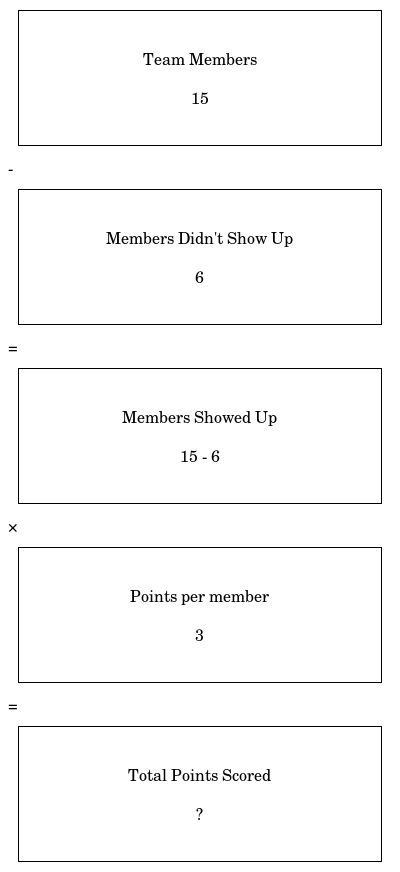 Team Members
15
-
Members Didn't Show Up
6
=
Members Showed Up
15 - 6
×
Points per member
3
=
Total Points Scored
?